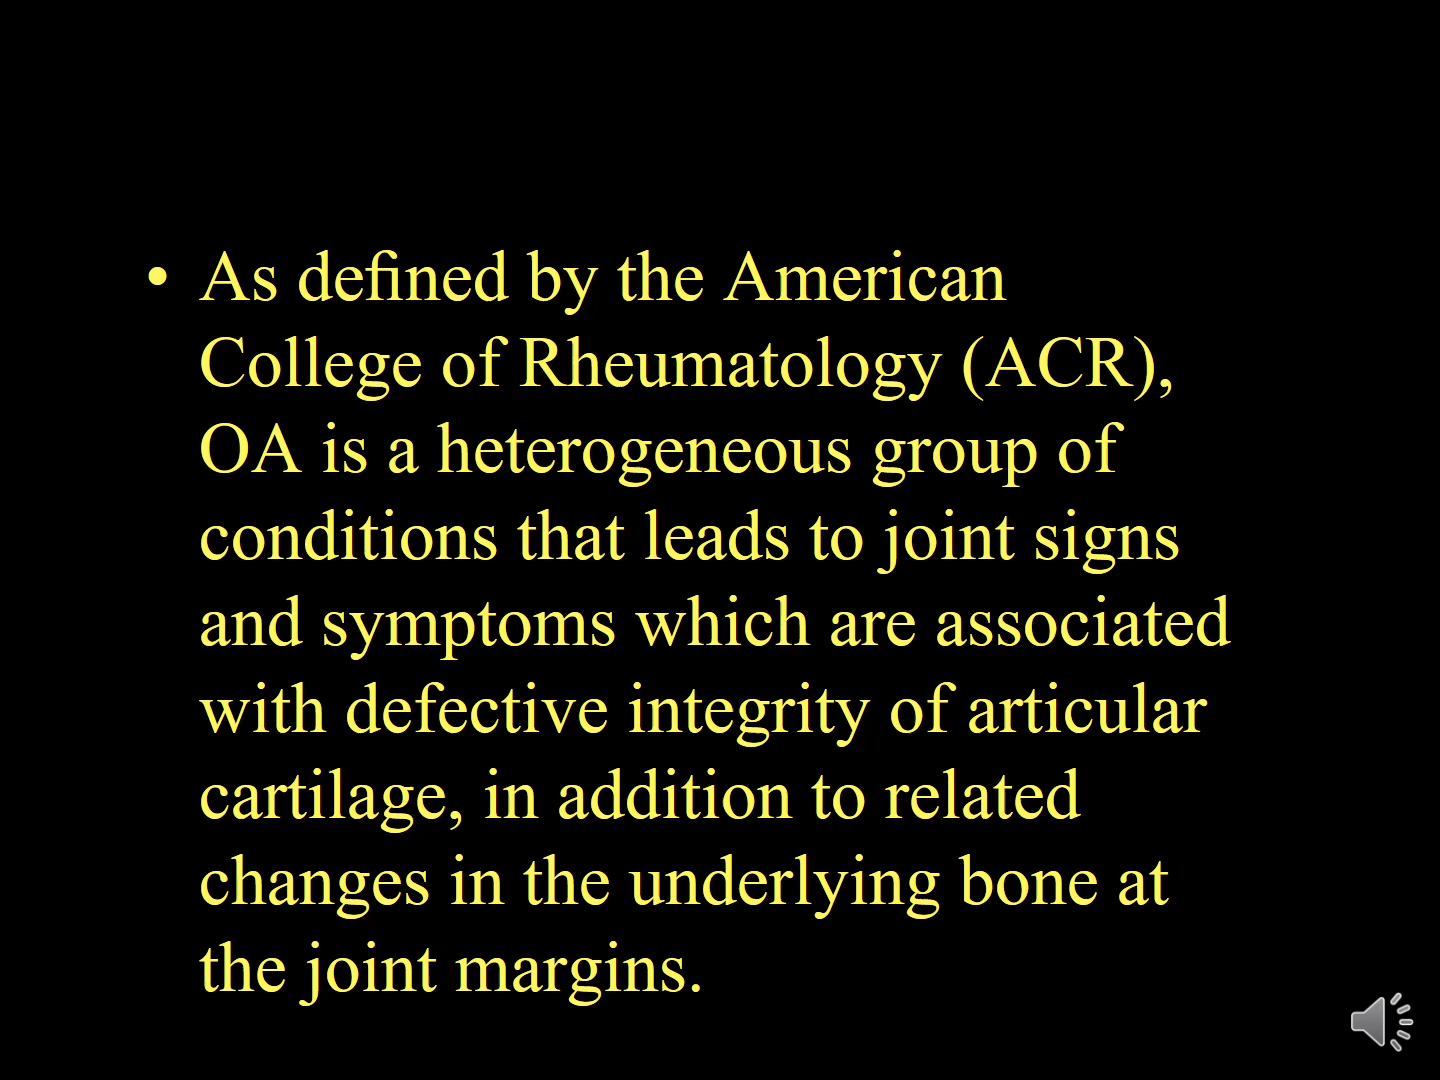 • As defined by the American
College of Rheumatology (ACR),
OA is a heterogeneous group of
conditions that leads to joint signs
and symptoms which are associated
with defective integrity of articular
cartilage, in addition to related
changes in the underlying bone at
the joint margins.